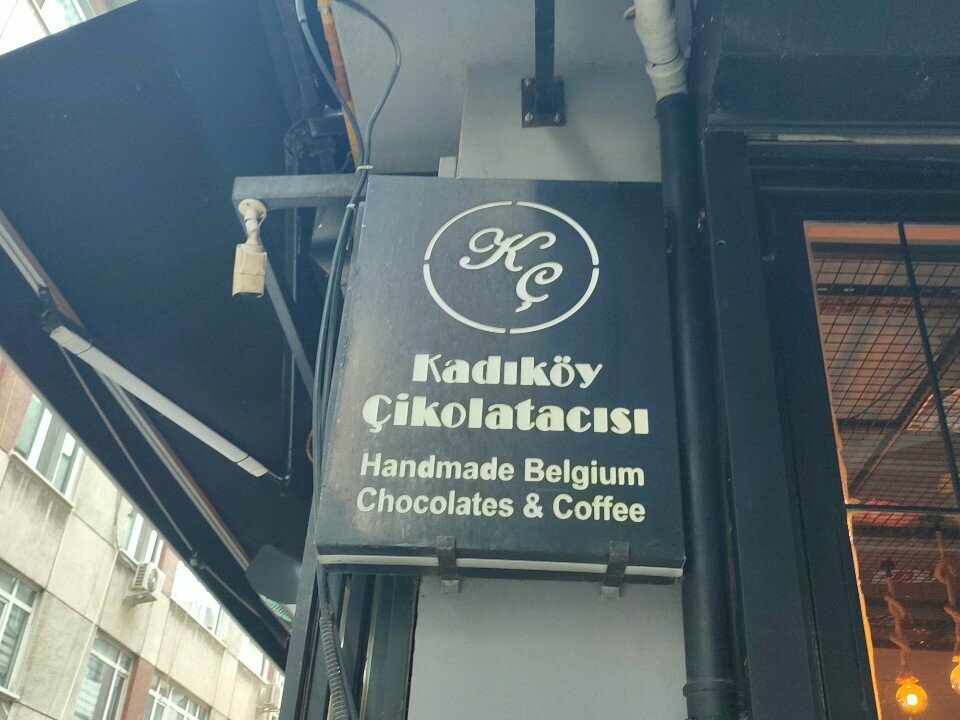 KÇ
Kadıköy
Çikolatacısı
Handmade Belgium
Chocolates & Coffee